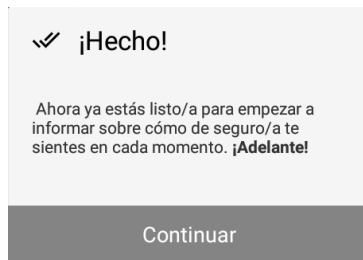 ¡Hecho!
Ahora ya estás listo/a para empezar a
informar sobre cómo de seguro/a te
sientes en cada momento. ¡Adelante!
Continuar